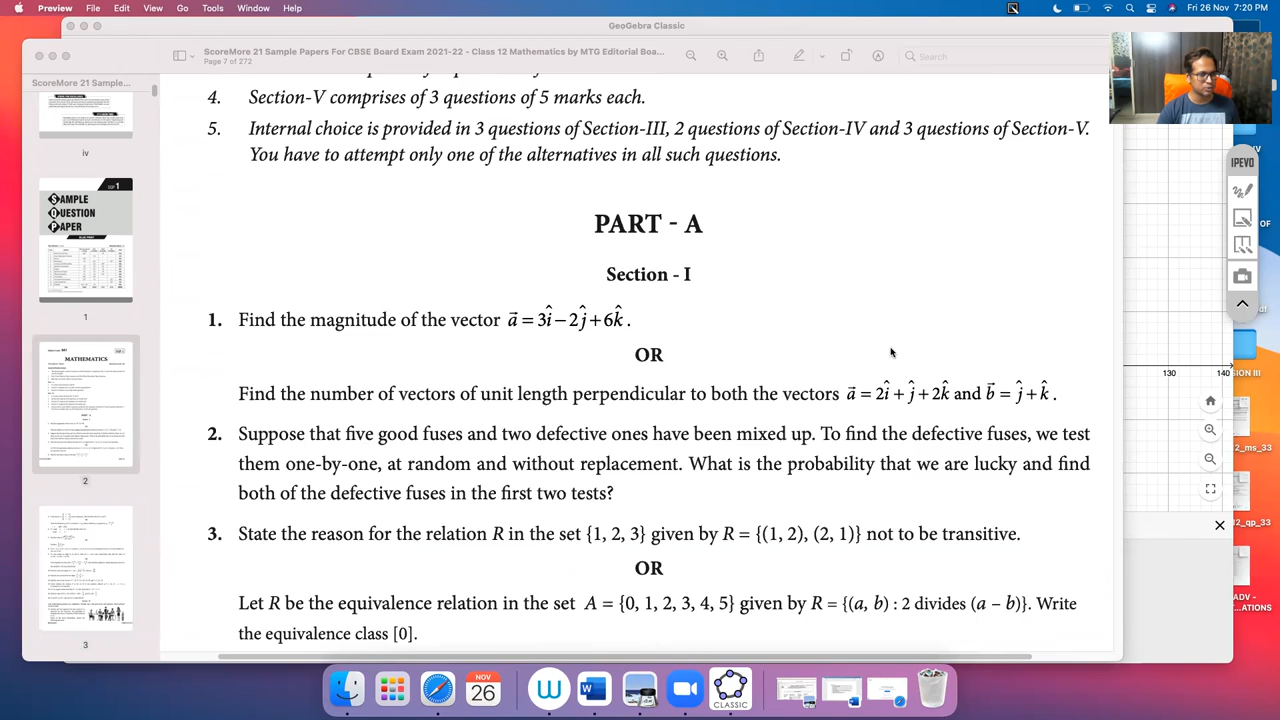 Preview File Edit View Go Tools Window Help
Fri 26 Nov 7:20 PM
GeoGebra Classic
ScoreMore 21 Sample Papers For CBSE Board Exam 2021-22 - Class 12 Mathematics by MTG Editorial Boa...
Page 7 of 272
Search
ScoreMore 21 Sample...
iv
SAMPLE
QUESTION
PAPER
1
MATHEMATICS
2
3
4. Section-V comprises of 3 questions of 5 marks each.
5. Internal choice is provided in 5 questions of Section-III, 2 questions of Section-IV and 3 questions of Section-V.
You have to attempt only one of the alternatives in all such questions.
PART - A
Section - I
1. Find the magnitude of the vector a⃗ = 3î − 2ĵ + 6k̂ .
OR
Find the number of vectors of unit length perpendicular to both the vectors a⃗ = 2î + ĵ + 2k̂ and b⃗ = ĵ + k̂ .
2. Suppose that five good fuses and two defective ones have been mixed up. To find the defective fuses, we test
them one-by-one, at random and without replacement. What is the probability that we are lucky and find
both of the defective fuses in the first two tests?
3. State the reason for the relation R in the set {1, 2, 3} given by R = {(1, 2), (2, 1)} not to be transitive.
OR
Let R be the equivalence relation in the set A = {0, 1, 2, 3, 4, 5} given by R = {(a, b) : 2 divides (a – b)}. Write
the equivalence class [0].
IPEVO
130
140
OF
SION III
12_ms_33
12_qp_33
ADV -
...ATIONS
NOV
26
CLASSIC